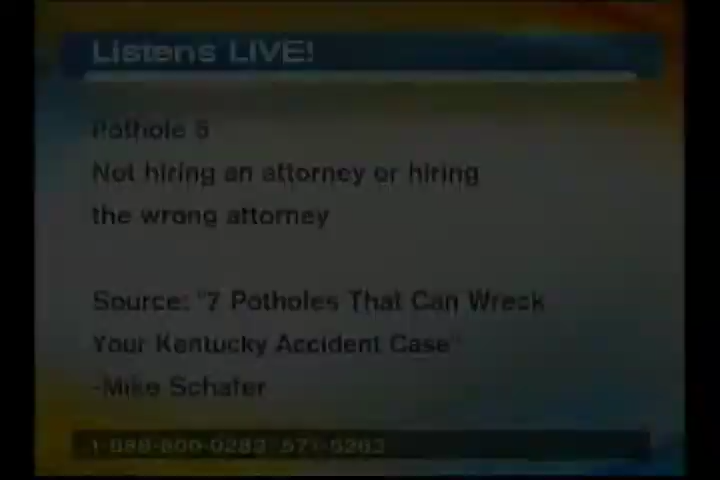 Listens LIVE!
Pothole 5
Not hiring an attorney or hiring
the wrong attorney
Source: "7 Potholes That Can Wreck
Your Kentucky Accident Case"
-Mike Schafer